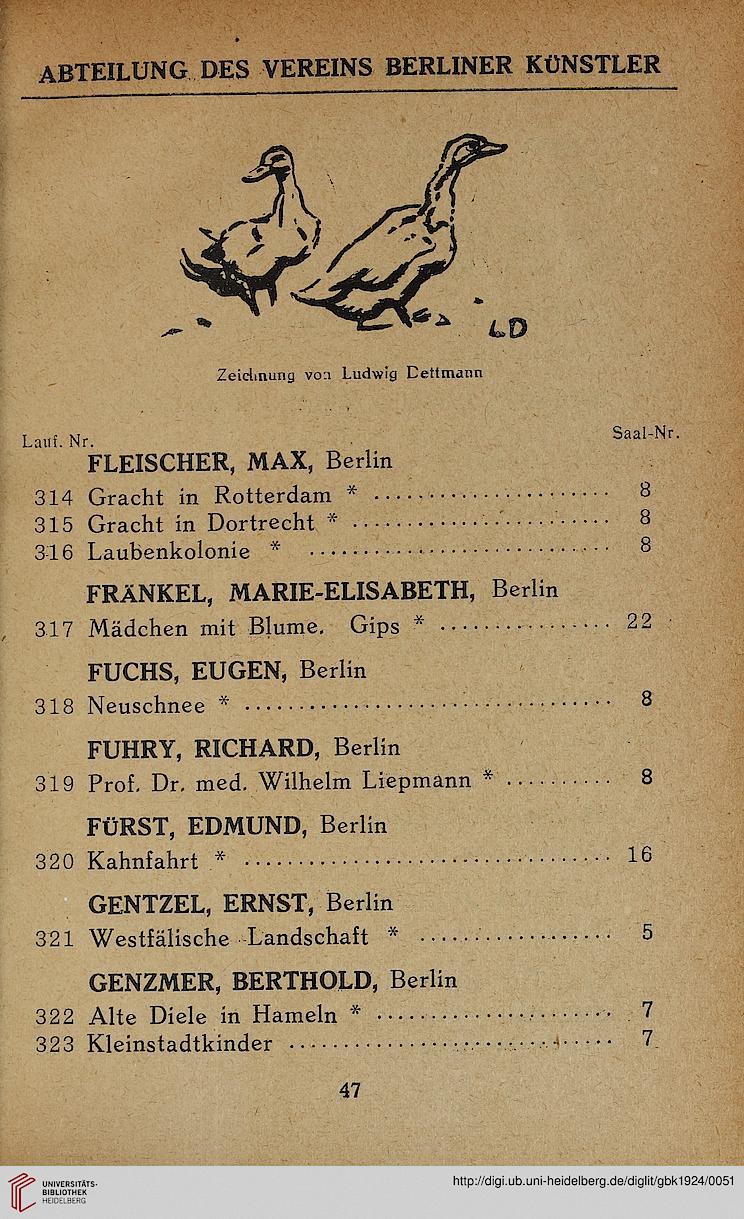 ABTEILUNG DES VEREINS BERLINER KÜNSTLER
LD
Zeichnung von Ludwig Dettmann
Lauf. Nr. Saal-Nr.
FLEISCHER, MAX, Berlin
314 Gracht in Rotterdam * ...................... 8
315 Gracht in Dortrecht * ........................ 8
316 Laubenkolonie * ............................ 8
FRÄNKEL, MARIE-ELISABETH, Berlin
317 Mädchen mit Blume. Gips * ................ 22
FUCHS, EUGEN, Berlin
318 Neuschnee * .................................. 8
FUHRY, RICHARD, Berlin
319 Prof. Dr. med. Wilhelm Liepmann * .......... 8
FÜRST, EDMUND, Berlin
320 Kahnfahrt * .................................. 16
GENTZEL, ERNST, Berlin
321 Westfälische Landschaft * .................. 5
GENZMER, BERTHOLD, Berlin
322 Alte Diele in Hameln * ...................... 7
323 Kleinstadtkinder .............................. 7
47
UNIVERSITÄTS-
BIBLIOTHEK
HEIDELBERG
http://digi.ub.uni-heidelberg.de/diglit/gbk1924/0051